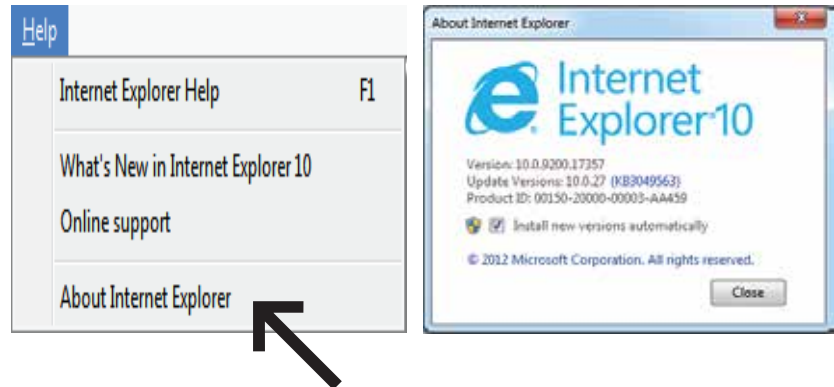 Help
Internet Explorer Help F1
What's New in Internet Explorer 10
Online support
About Internet Explorer
About Internet Explorer
Internet
Explorer 10
Version: 10.0.9200.17357
Update Versions: 10.0.27 (KB3049563)
Product ID: 00150-20000-00003-AA459
Install new versions automatically
© 2012 Microsoft Corporation. All rights reserved.
Close